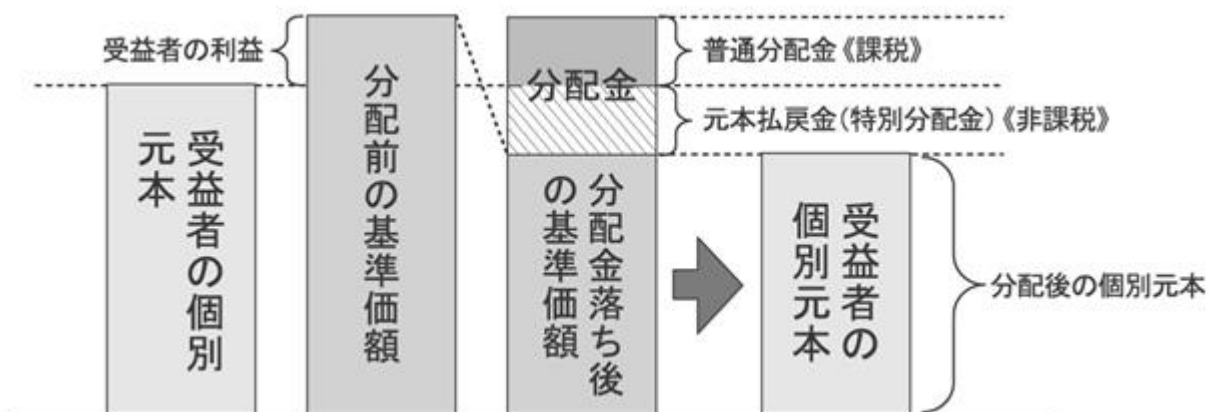 受益者の利益
受益者の個別
元本
分配前の基準価額
分配金
分配金落ち後
の基準価額
普通分配金《課税》
元本払戻金(特別分配金)《非課税》
受益者の
個別元本
分配後の個別元本